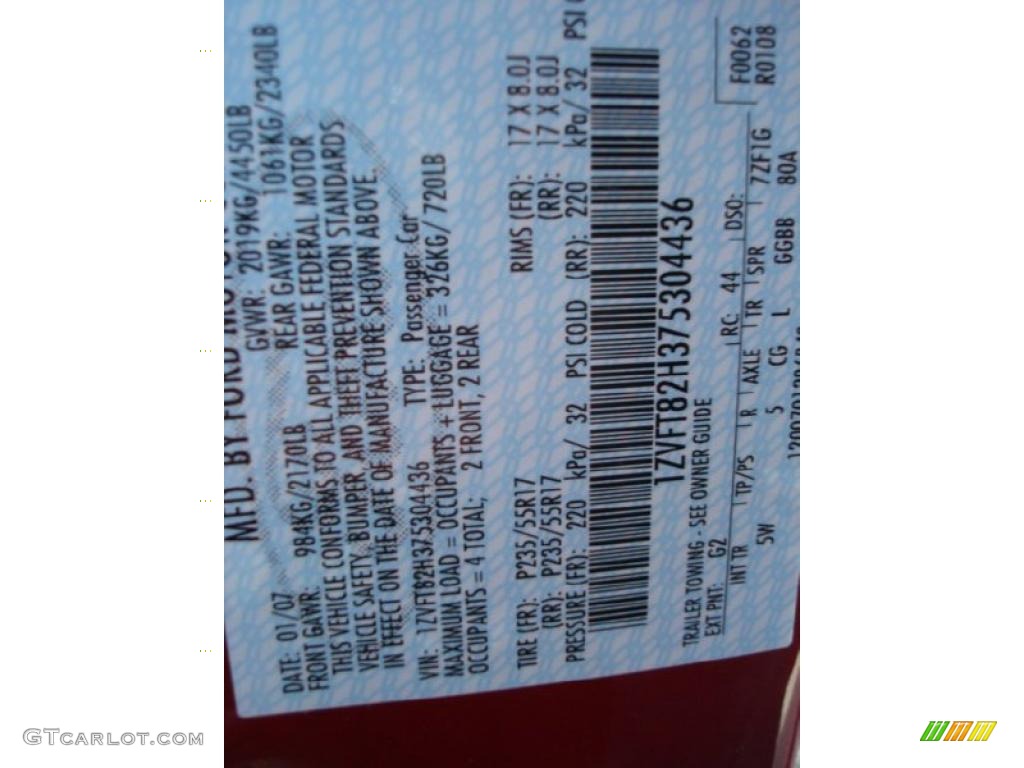 MFD. BY FORD MOTOR
DATE: 01/07 GVWR: 2019KG/4450LB
FRONT GAWR: 984KG/2170LB REAR GAWR: 1061KG/2340LB
THIS VEHICLE CONFORMS TO ALL APPLICABLE FEDERAL MOTOR
VEHICLE SAFETY, BUMPER, AND THEFT PREVENTION STANDARDS
IN EFFECT ON THE DATE OF MANUFACTURE SHOWN ABOVE.
VIN: 1ZVFT82H375304436 TYPE: Passenger Car
MAXIMUM LOAD = OCCUPANTS + LUGGAGE = 326KG/720LB
OCCUPANTS = 4 TOTAL; 2 FRONT, 2 REAR
TIRE (FR): P235/55R17 RIMS (FR): 17 X 8.0J
(RR): P235/55R17 (RR): 17 X 8.0J
PRESSURE (FR): 220 kPa/ 32 PSI COLD (RR): 220 kPa/ 32 PSI
1ZVFT82H375304436
TRAILER TOWING - SEE OWNER GUIDE F0062
EXT PNT: G2 RC: 44 DSO: R0108
INT TR TP/PS R AXLE TR SPR 7ZF1G
5W 5 CG L GGBB 80A
GTCARLOT.COM